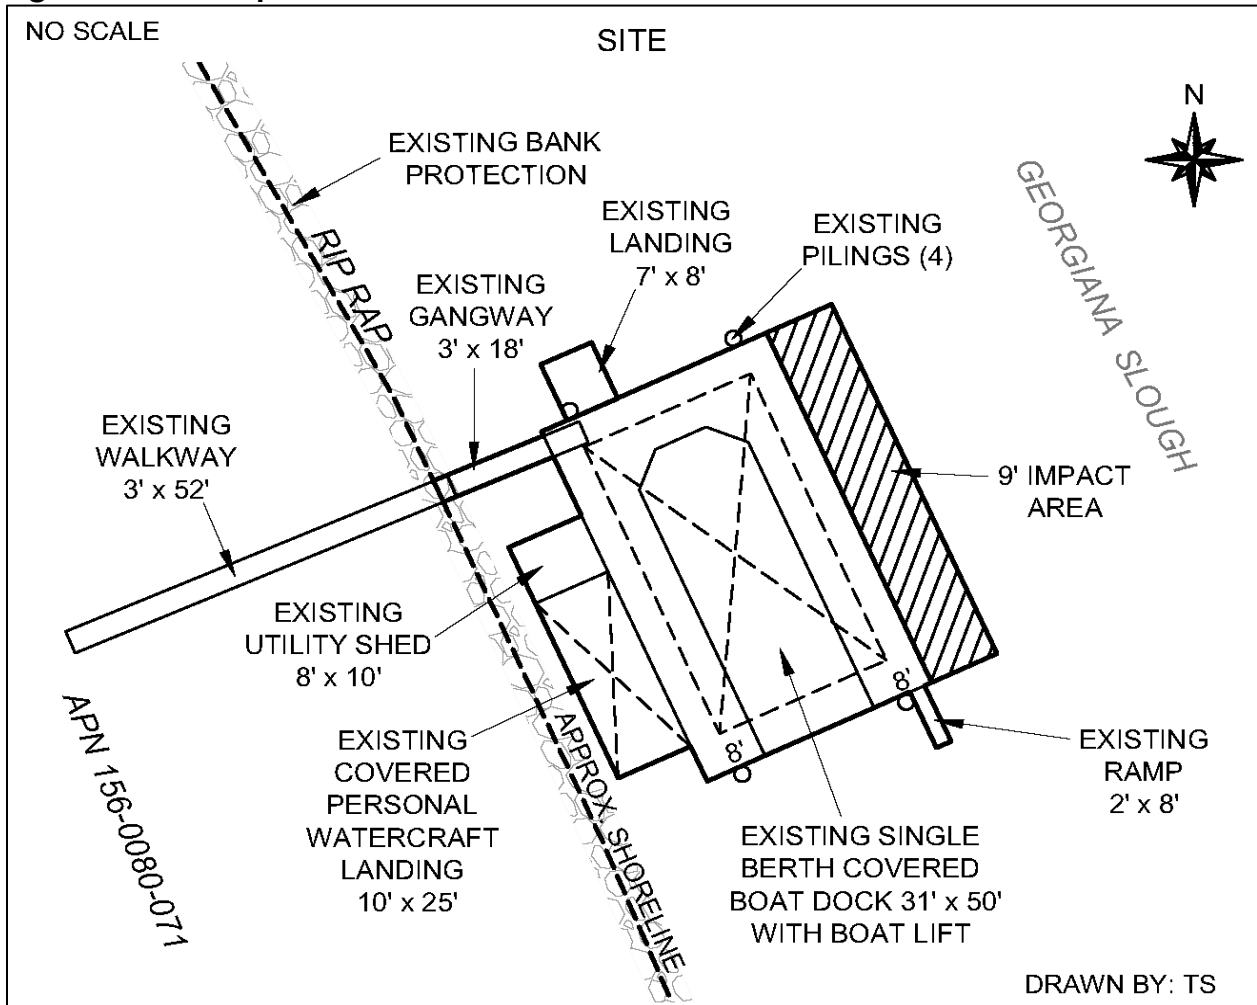 NO SCALE
SITE
N
EXISTING BANK
PROTECTION
RIP RAP
EXISTING
LANDING
7' x 8'
EXISTING
PILINGS (4)
GEORGIANA SLOUGH
EXISTING
GANGWAY
3' x 18'
EXISTING
WALKWAY
3' x 52'
9' IMPACT
AREA
EXISTING
UTILITY SHED
8' x 10'
8'
8'
APN 156-0080-071
EXISTING
COVERED
PERSONAL
WATERCRAFT
LANDING
10' x 25'
APPROX SHORELINE
EXISTING SINGLE
BERTH COVERED
BOAT DOCK 31' x 50'
WITH BOAT LIFT
EXISTING
RAMP
2' x 8'
DRAWN BY: TS